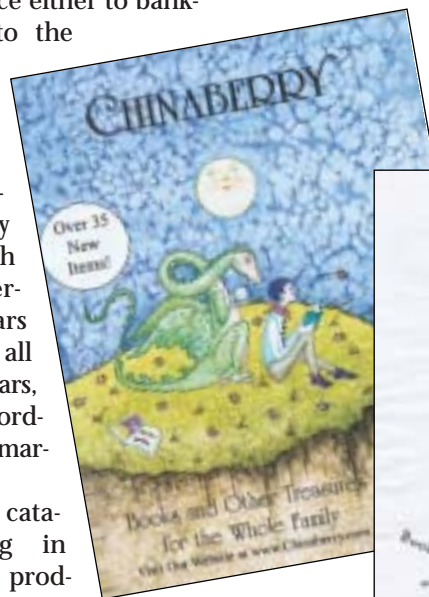 ce either to bank-
to the
-
y
h
er-
ars
all
ars,
ord-
mar-
cata-
g in
prod-
CHINABERRY
Over 35
New
Items!
Books and Other Treasures
for the Whole Family
Visit Our Website at www.Chinaberry.com